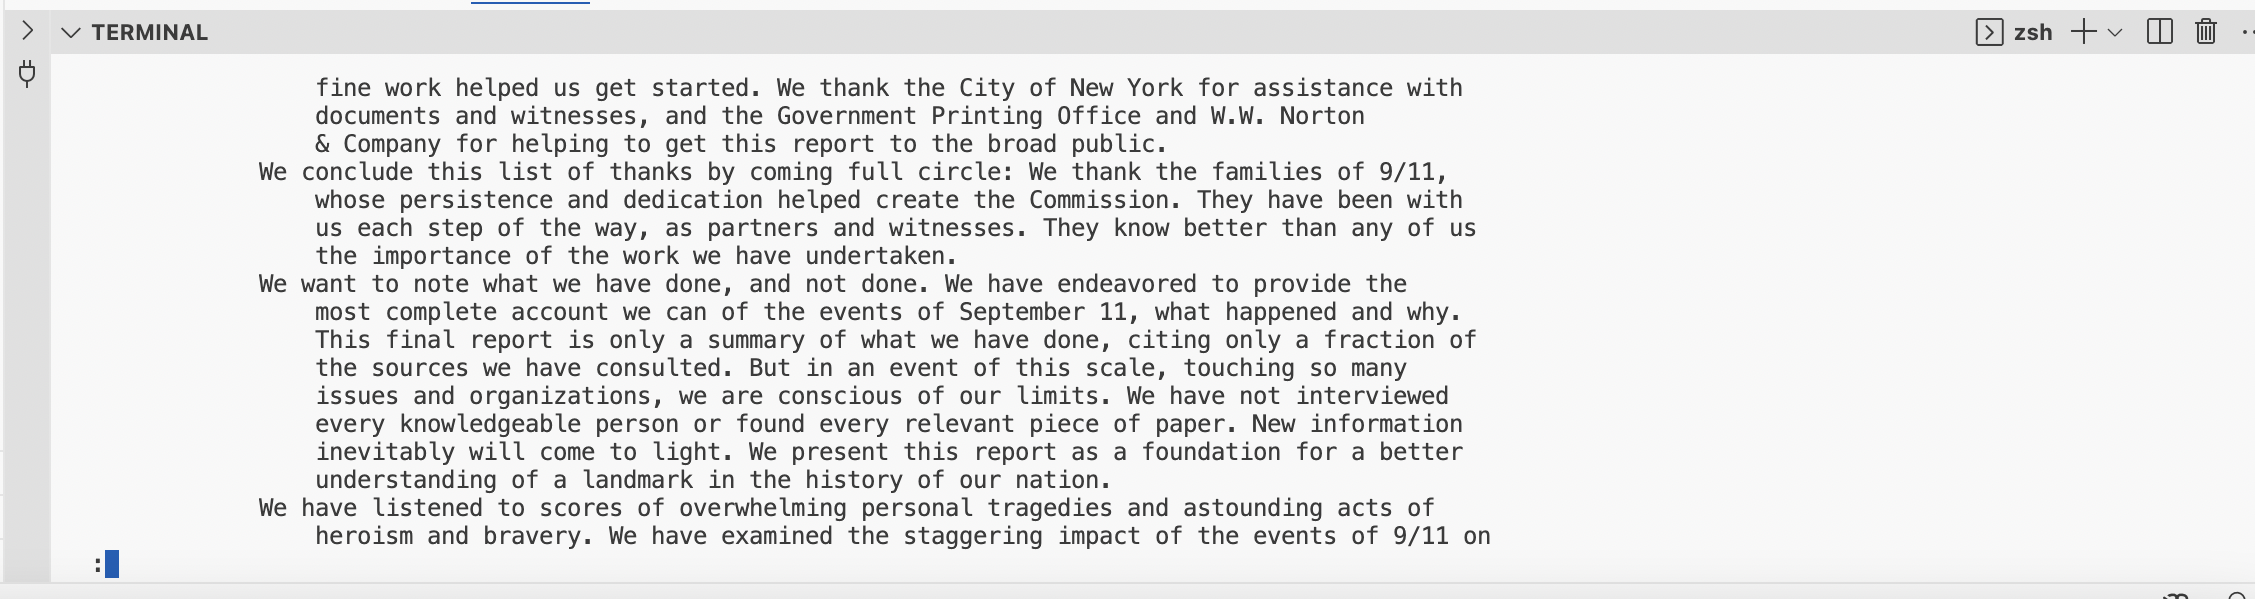 TERMINAL
zsh
fine work helped us get started. We thank the City of New York for assistance with
documents and witnesses, and the Government Printing Office and W.W. Norton
& Company for helping to get this report to the broad public.
We conclude this list of thanks by coming full circle: We thank the families of 9/11,
whose persistence and dedication helped create the Commission. They have been with
us each step of the way, as partners and witnesses. They know better than any of us
the importance of the work we have undertaken.
We want to note what we have done, and not done. We have endeavored to provide the
most complete account we can of the events of September 11, what happened and why.
This final report is only a summary of what we have done, citing only a fraction of
the sources we have consulted. But in an event of this scale, touching so many
issues and organizations, we are conscious of our limits. We have not interviewed
every knowledgeable person or found every relevant piece of paper. New information
inevitably will come to light. We present this report as a foundation for a better
understanding of a landmark in the history of our nation.
We have listened to scores of overwhelming personal tragedies and astounding acts of
heroism and bravery. We have examined the staggering impact of the events of 9/11 on
: